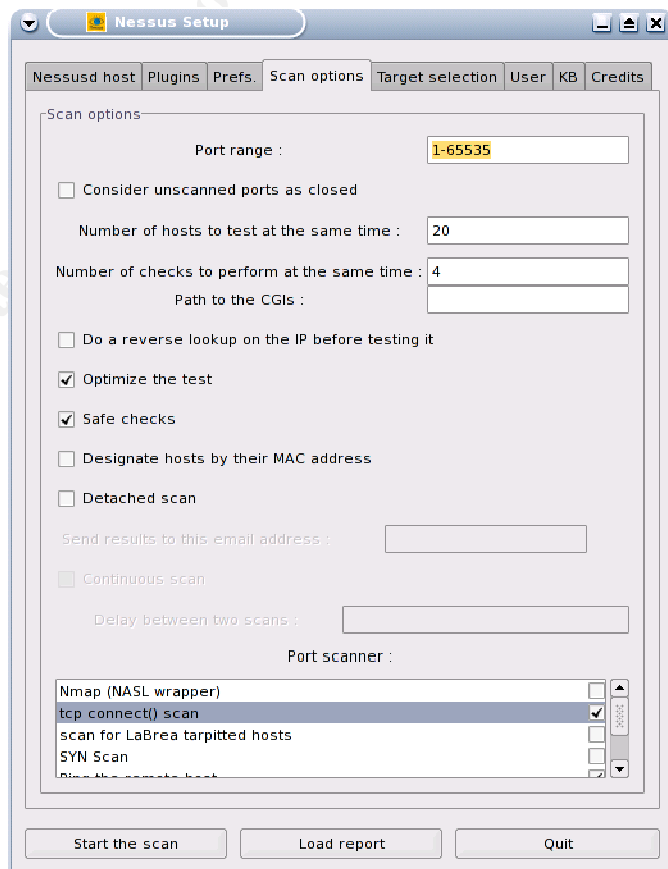 Nessus Setup
Nessusd host Plugins Prefs. Scan options Target selection User KB Credits
Scan options
Port range : 1-65535
Consider unscanned ports as closed
Number of hosts to test at the same time : 20
Number of checks to perform at the same time : 4
Path to the CGIs :
Do a reverse lookup on the IP before testing it
Optimize the test
Safe checks
Designate hosts by their MAC address
Detached scan
Send results to this email address :
Continuous scan
Delay between two scans :
Port scanner :
Nmap (NASL wrapper)
tcp connect() scan
scan for LaBrea tarpitted hosts
SYN Scan
Ping the remote host
Start the scan Load report Quit